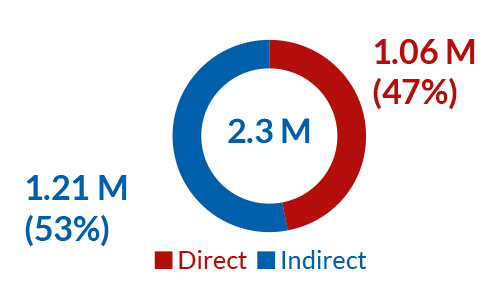 1.06 M
(47%)
2.3 M
1.21 M
(53%)
Direct Indirect